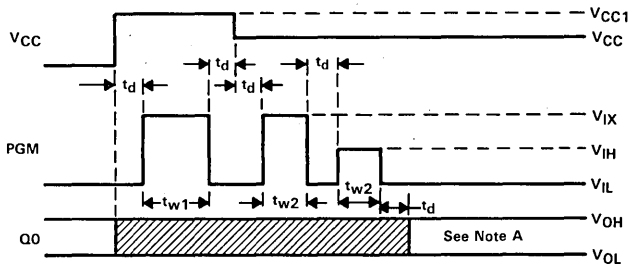 VCC1
VCC
VCC
td
td
td
td
VIX
PGM
VIH
tw1
tw2
tw2
VIL
td
VOH
Q0
See Note A
VOL